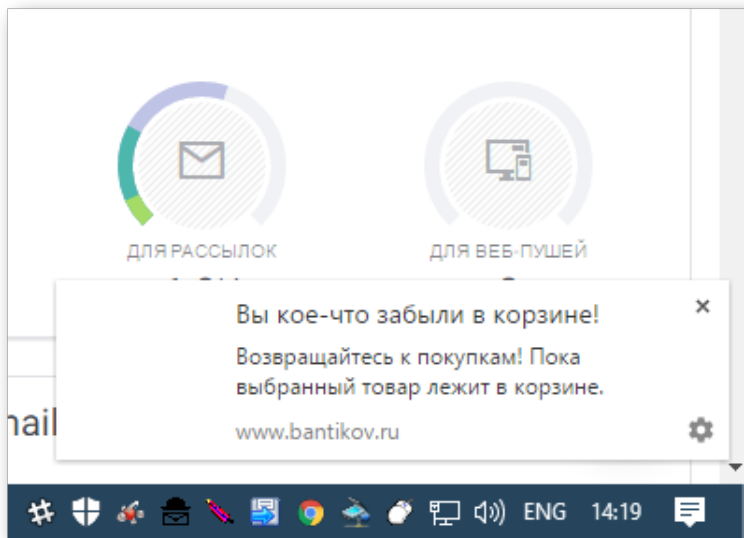 ДЛЯ РАССЫЛОК
ДЛЯ ВЕБ-ПУШЕЙ
Вы кое-что забыли в корзине!
Возвращайтесь к покупкам! Пока
выбранный товар лежит в корзине.
www.bantikov.ru
ENG 14:19